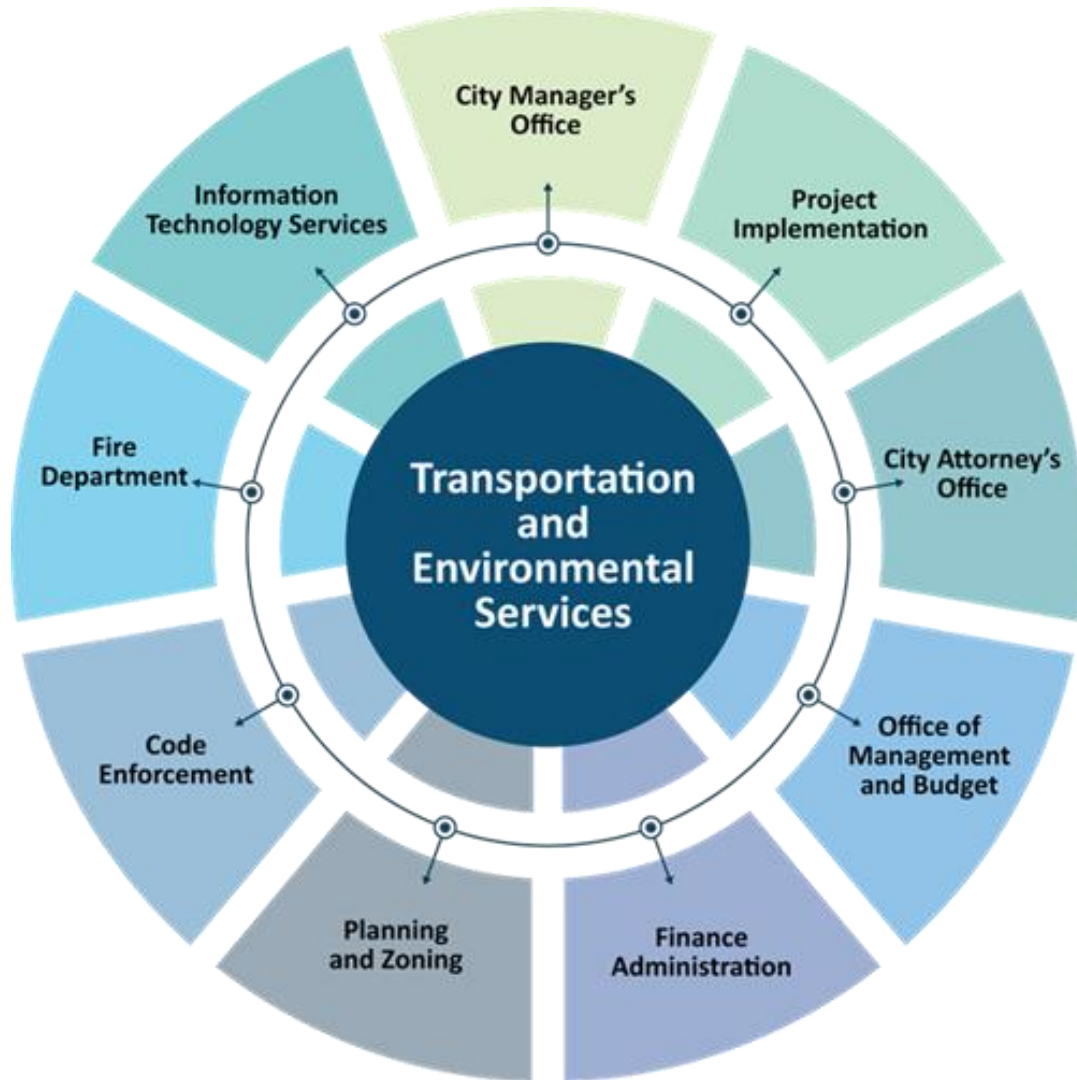 City Manager’s
Office
Project
Implementation
City Attorney’s
Office
Office of
Management
and Budget
Finance
Administration
Planning
and Zoning
Code
Enforcement
Fire
Department
Information
Technology Services
Transportation
and
Environmental
Services